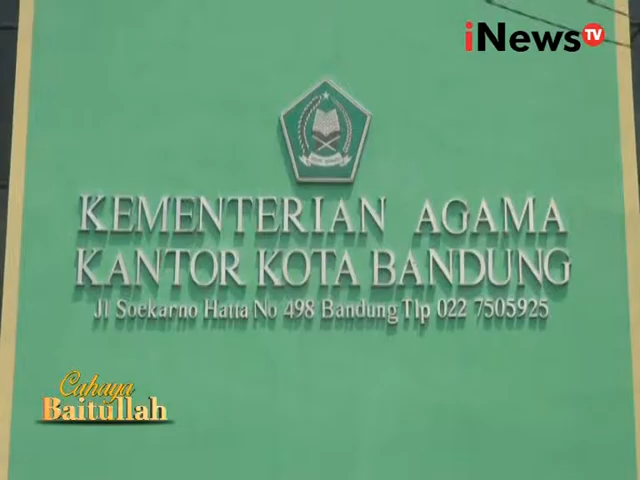 iNews TV
KEMENTERIAN AGAMA
KANTOR KOTA BANDUNG
Jl Soekarno Hatta No 498 Bandung Tlp 022 7505925
Cahaya
Baitullah